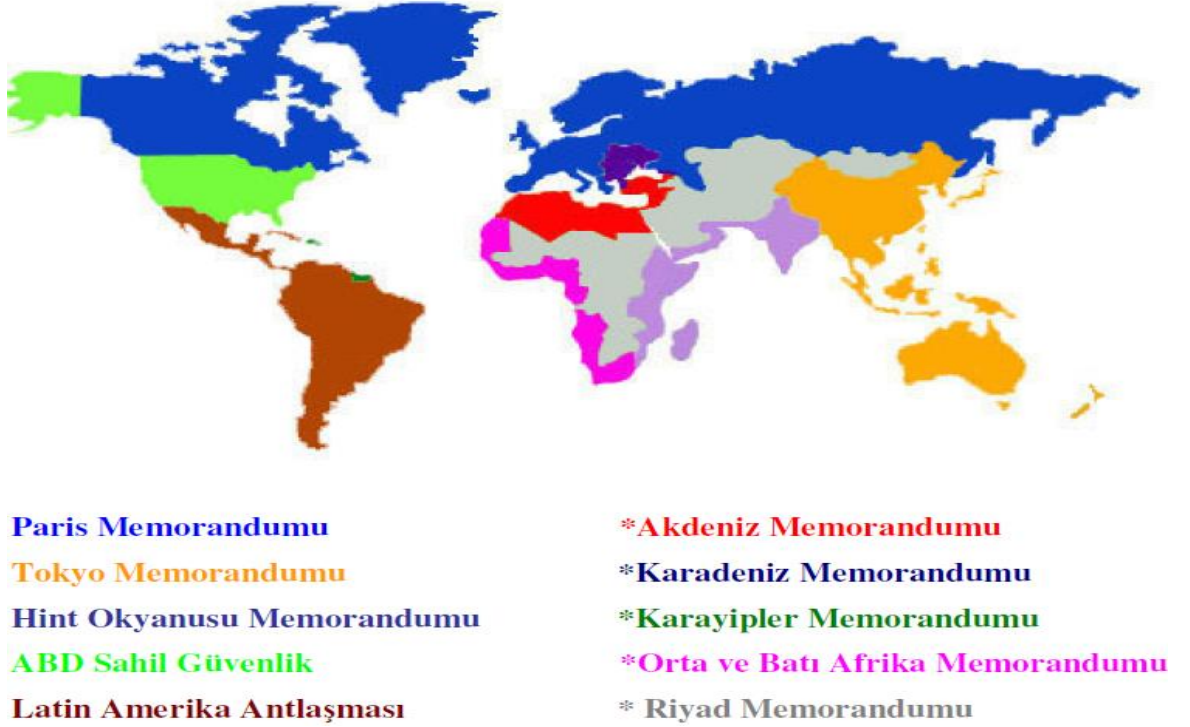 Paris Memorandumu
Tokyo Memorandumu
Hint Okyanusu Memorandumu
ABD Sahil Güvenlik
Latin Amerika Antlaşması
*Akdeniz Memorandumu
*Karadeniz Memorandumu
*Karayipler Memorandumu
*Orta ve Batı Afrika Memorandumu
* Riyad Memorandumu